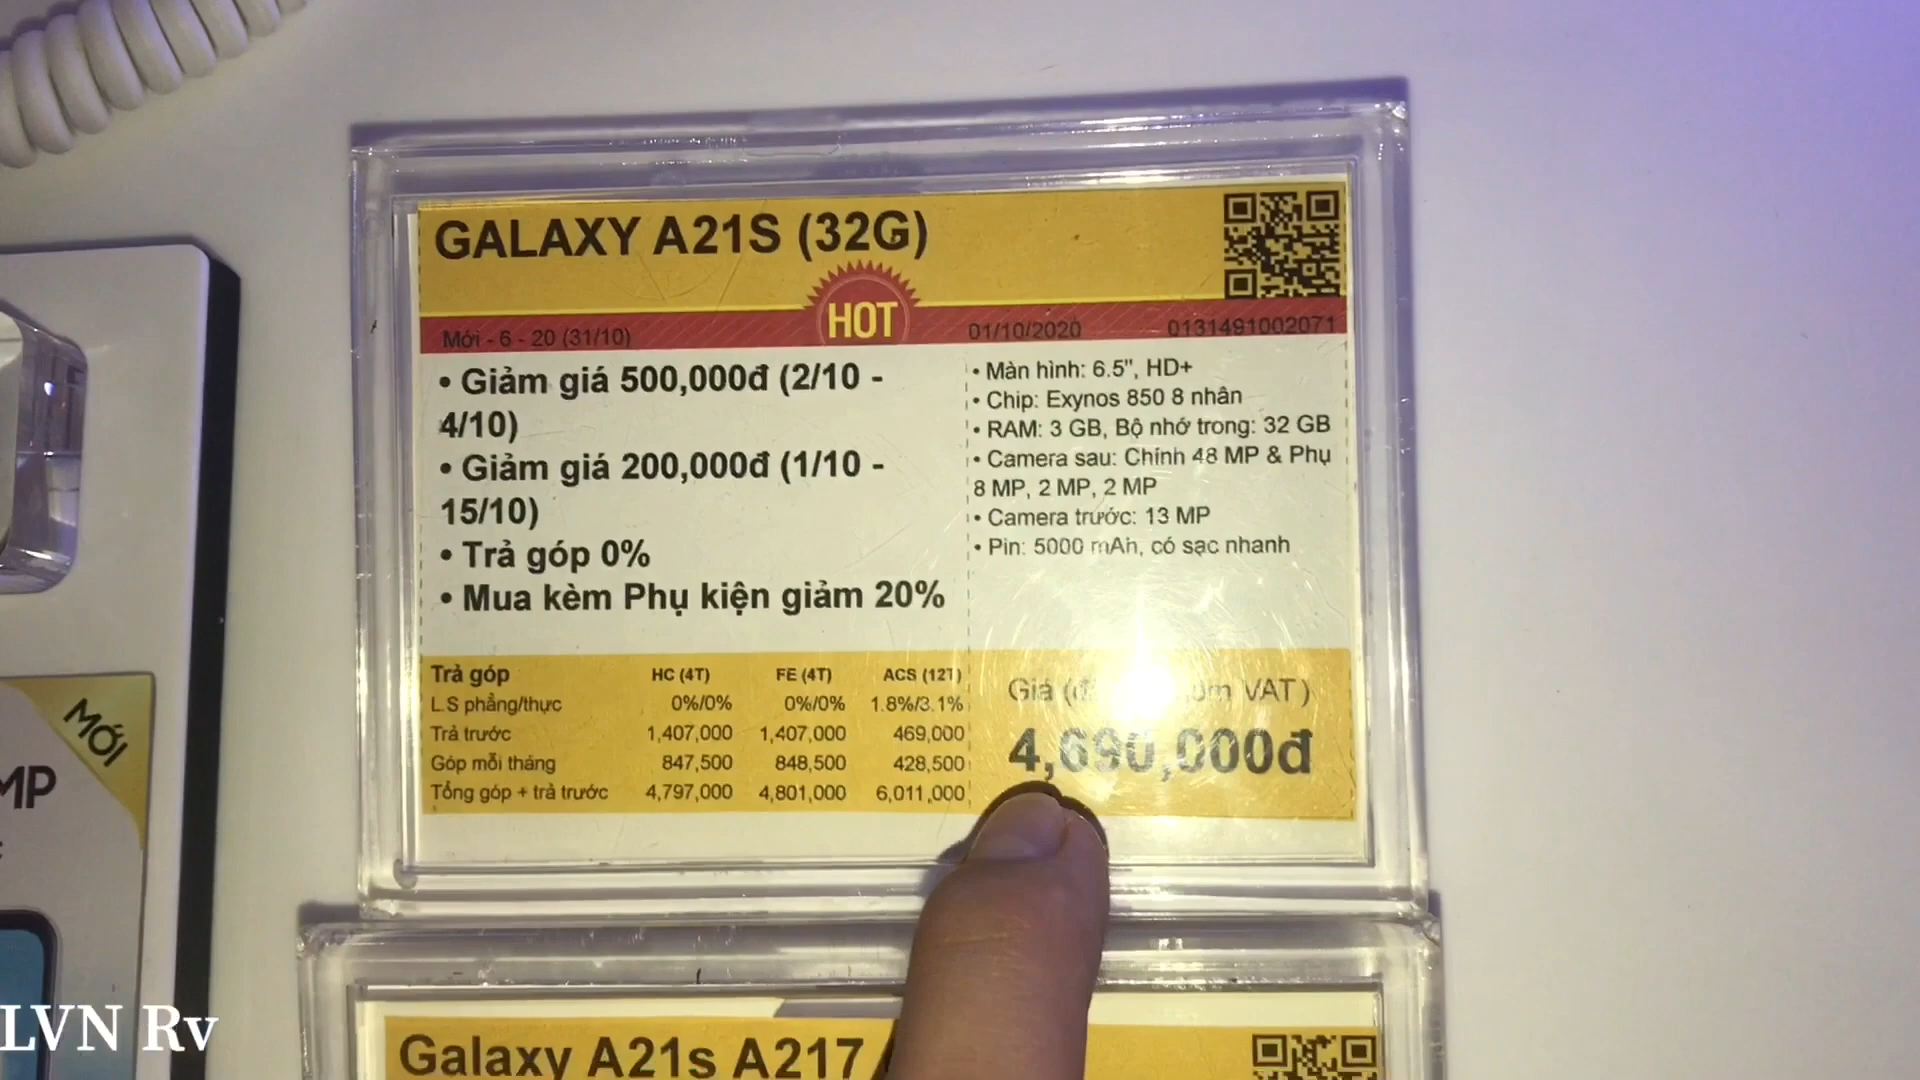 GALAXY A21S (32G)
HOT
Mới - 6 - 20 (31/10)
01/10/2020
0131491002071
• Giảm giá 500,000đ (2/10 -
4/10)
• Giảm giá 200,000đ (1/10 -
15/10)
• Trả góp 0%
• Mua kèm Phụ kiện giảm 20%
• Màn hình: 6.5", HD+
• Chip: Exynos 850 8 nhân
• RAM: 3 GB, Bộ nhớ trong: 32 GB
• Camera sau: Chính 48 MP & Phụ
8 MP, 2 MP, 2 MP
• Camera trước: 13 MP
• Pin: 5000 mAh, có sạc nhanh
Trả góp HC (4T) FE (4T) ACS (12T)
L.S phẳng/thực 0%/0% 0%/0% 1.8%/3.1%
Trả trước 1,407,000 1,407,000 469,000
Góp mỗi tháng 847,500 848,500 428,500
Tổng góp + trả trước 4,797,000 4,801,000 6,011,000
Giá VAT)
4,690,000đ
MỚI
MP
LVN Rv
Galaxy A21s A217